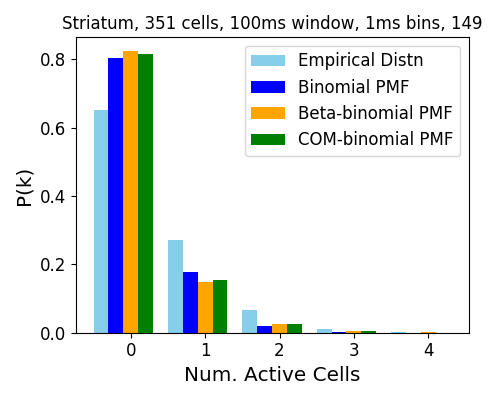 Striatum, 351 cells, 100ms window, 1ms bins, 149
Empirical Distn
Binomial PMF
Beta-binomial PMF
COM-binomial PMF
P(k)
0.8
0.6
0.4
0.2
0.0
0 1 2 3 4
Num. Active Cells